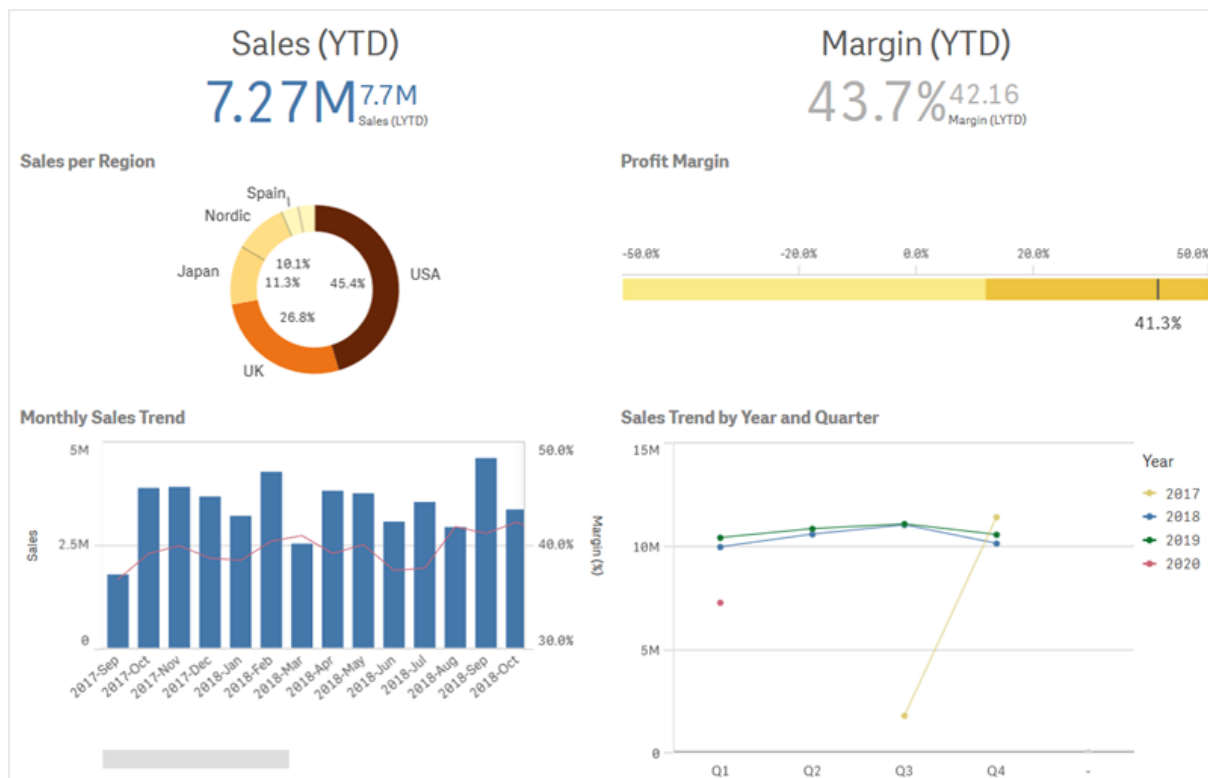 Sales (YTD)
7.27M 7.7M
Sales (LYTD)
Margin (YTD)
43.7% 42.16
Margin (LYTD)
Sales per Region
Spain
Nordic
Japan
USA
UK
10.1%
11.3%
45.4%
26.8%
Profit Margin
-50.0% -20.0% 0.0% 20.0% 50.0%
41.3%
Monthly Sales Trend
5M
2.5M
0
Sales
50.0%
40.0%
30.0%
Margin (%)
2017-Sep
2017-Oct
2017-Nov
2017-Dec
2018-Jan
2018-Feb
2018-Mar
2018-Apr
2018-May
2018-Jun
2018-Jul
2018-Aug
2018-Sep
2018-Oct
Sales Trend by Year and Quarter
15M
10M
5M
0
Q1 Q2 Q3 Q4 -
Year
2017
2018
2019
2020